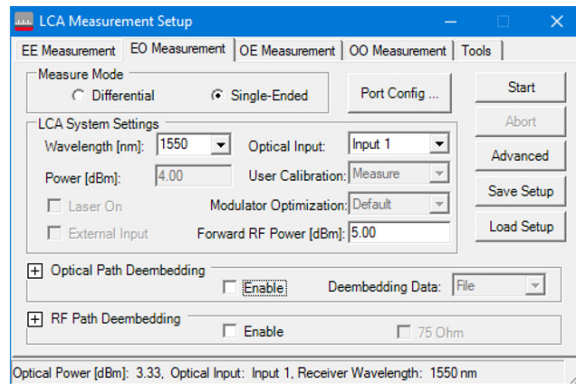 LCA Measurement Setup
EE Measurement EO Measurement OE Measurement OO Measurement Tools
Measure Mode
Differential Single-Ended Port Config ... Start
LCA System Settings Abort
Wavelength [nm]: 1550 Optical Input: Input 1
Advanced
Power [dBm]: 4.00 User Calibration: Measure
Save Setup
Laser On Modulator Optimization: Default
Load Setup
External Input Forward RF Power [dBm]: 5.00
Optical Path Deembedding
Enable Deembedding Data: File
RF Path Deembedding
Enable 75 Ohm
Optical Power [dBm]: 3.33, Optical Input: Input 1, Receiver Wavelength: 1550 nm